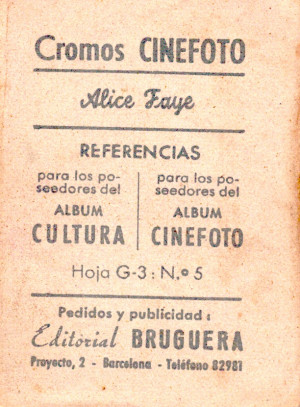 Cromos CINEFOTO
Alice Faye
REFERENCIAS
para los po-
seedores del
ALBUM
CULTURA
para los po-
seedores del
ALBUM
CINEFOTO
Hoja G-3 : N.º 5
Pedidos y publicidad :
Editorial BRUGUERA
Proyecto, 2 - Barcelona - Teléfono 82981